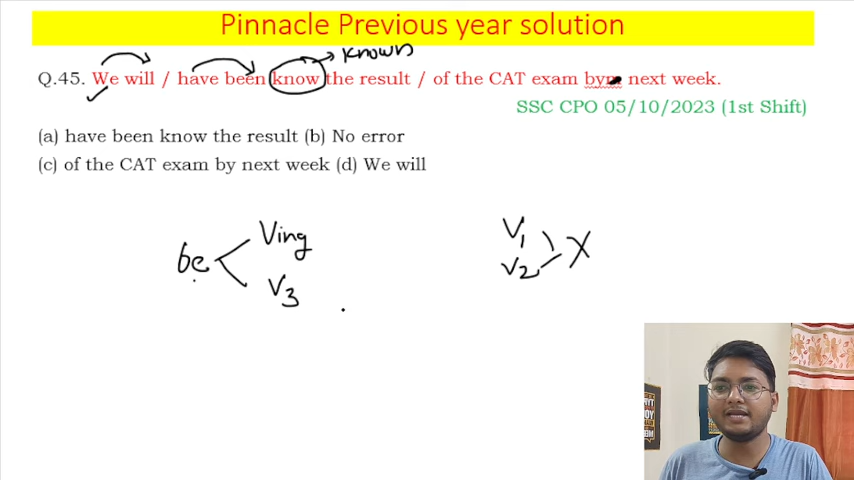 Pinnacle Previous year solution
known
Q.45. We will / have been know the result / of the CAT exam by next week.
SSC CPO 05/10/2023 (1st Shift)
(a) have been know the result (b) No error
(c) of the CAT exam by next week (d) We will
be
Ving
V3
V1
V2
X